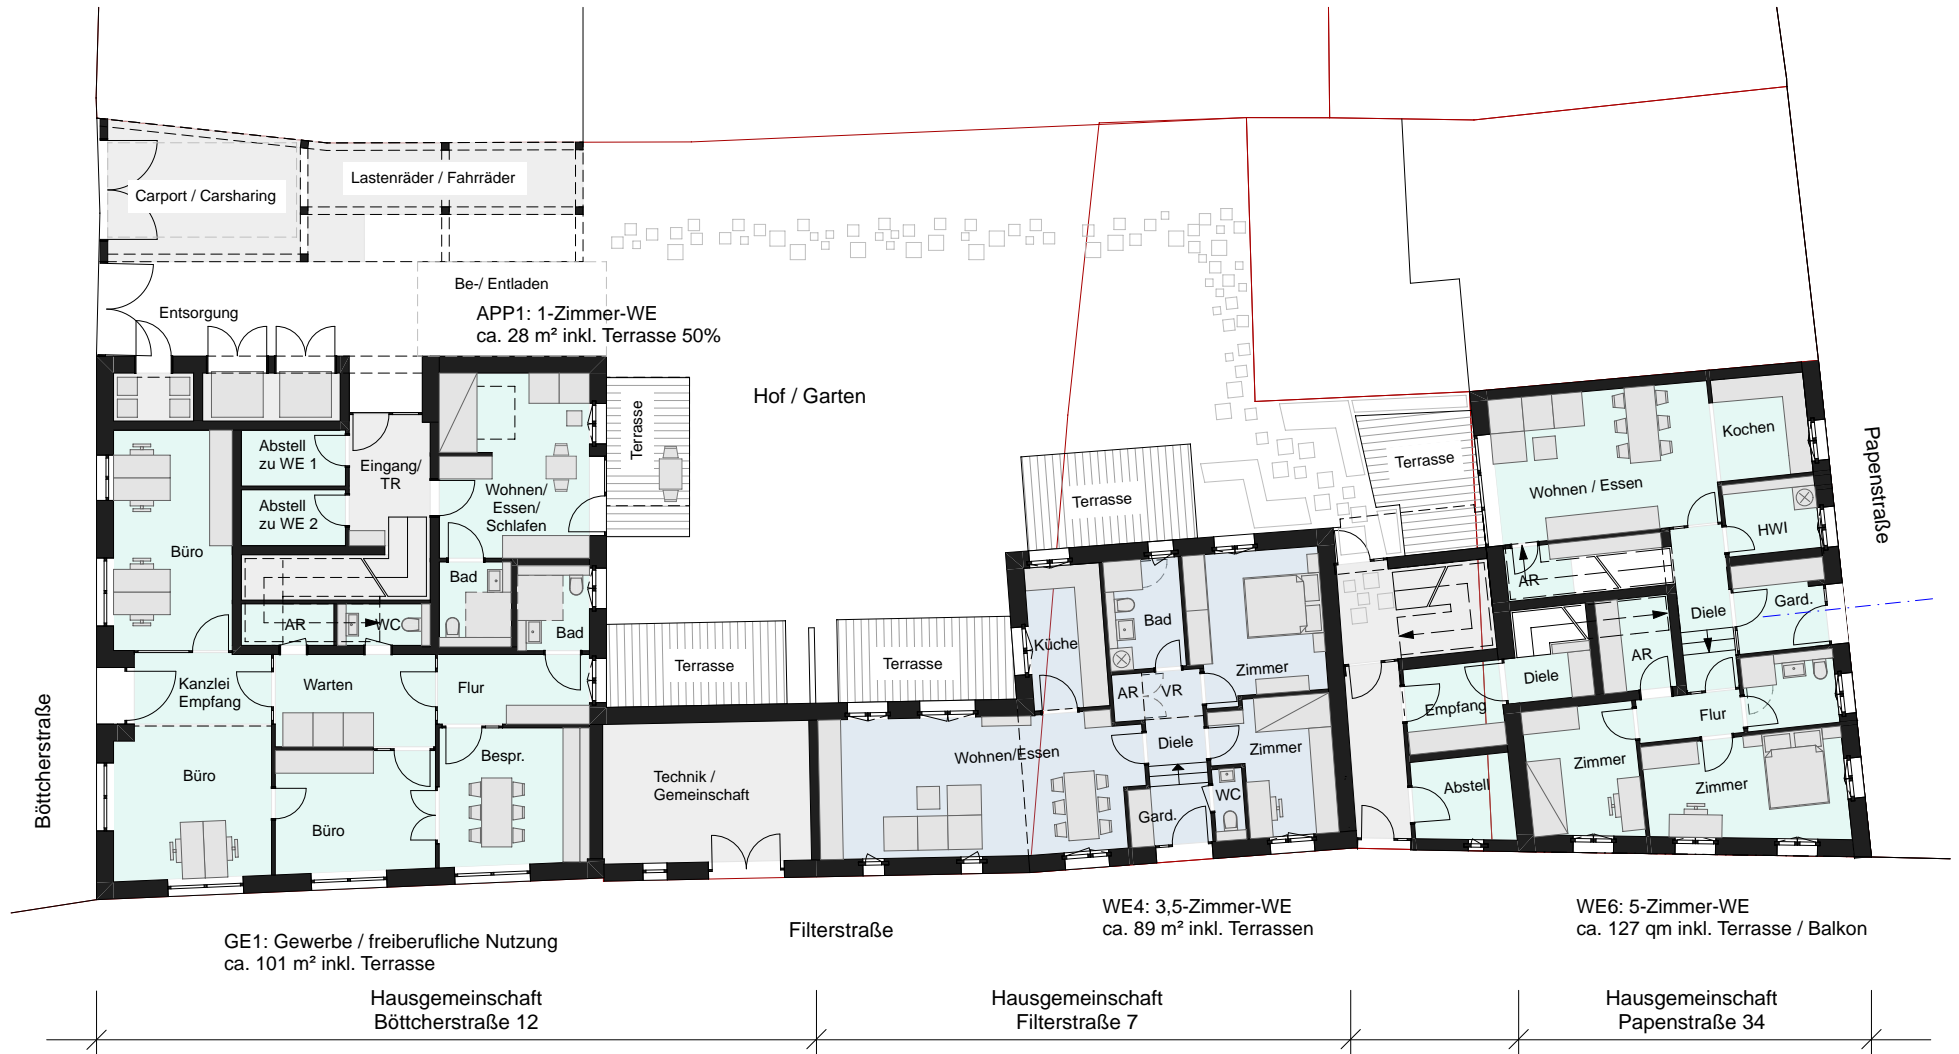 Carport / Carsharing
Lastenräder / Fahrräder
Be-/ Entladen
Entsorgung
APP1: 1-Zimmer-WE
ca. 28 m² inkl. Terrasse 50%
Hof / Garten
Terrasse
Abstell
zu WE 1
Abstell
zu WE 2
Eingang/
TR
Wohnen/
Essen/
Schlafen
Büro
Bad
Bad
AR
WC
Kanzlei
Empfang
Warten
Flur
Büro
Büro
Bespr.
Terrasse
Terrasse
Technik /
Gemeinschaft
Terrasse
Küche
Bad
Zimmer
AR
VR
Wohnen/Essen
Diele
Zimmer
Gard.
WC
Terrasse
Wohnen / Essen
Kochen
HWI
AR
Diele
Gard.
AR
Diele
Empfang
Flur
Abstell
Zimmer
Zimmer
Böttcherstraße
Papenstraße
Filterstraße
GE1: Gewerbe / freiberufliche Nutzung
ca. 101 m² inkl. Terrasse
WE4: 3,5-Zimmer-WE
ca. 89 m² inkl. Terrassen
WE6: 5-Zimmer-WE
ca. 127 qm inkl. Terrasse / Balkon
Hausgemeinschaft
Böttcherstraße 12
Hausgemeinschaft
Filterstraße 7
Hausgemeinschaft
Papenstraße 34